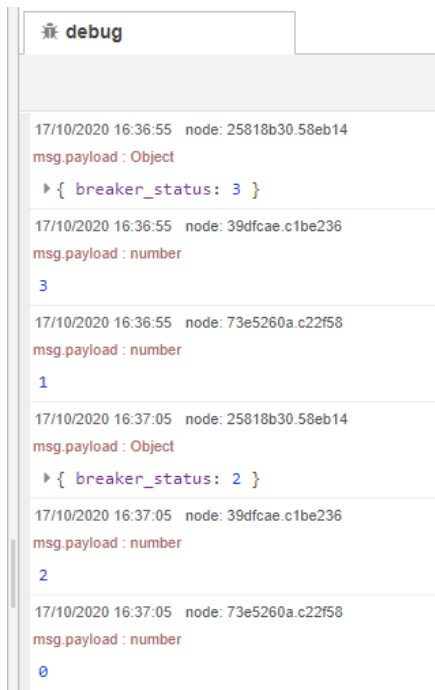 debug
17/10/2020 16:36:55 node: 25818b30.58eb14
msg.payload : Object
{ breaker_status: 3 }
17/10/2020 16:36:55 node: 39dfcae.c1be236
msg.payload : number
3
17/10/2020 16:36:55 node: 73e5260a.c22f58
msg.payload : number
1
17/10/2020 16:37:05 node: 25818b30.58eb14
msg.payload : Object
{ breaker_status: 2 }
17/10/2020 16:37:05 node: 39dfcae.c1be236
msg.payload : number
2
17/10/2020 16:37:05 node: 73e5260a.c22f58
msg.payload : number
0